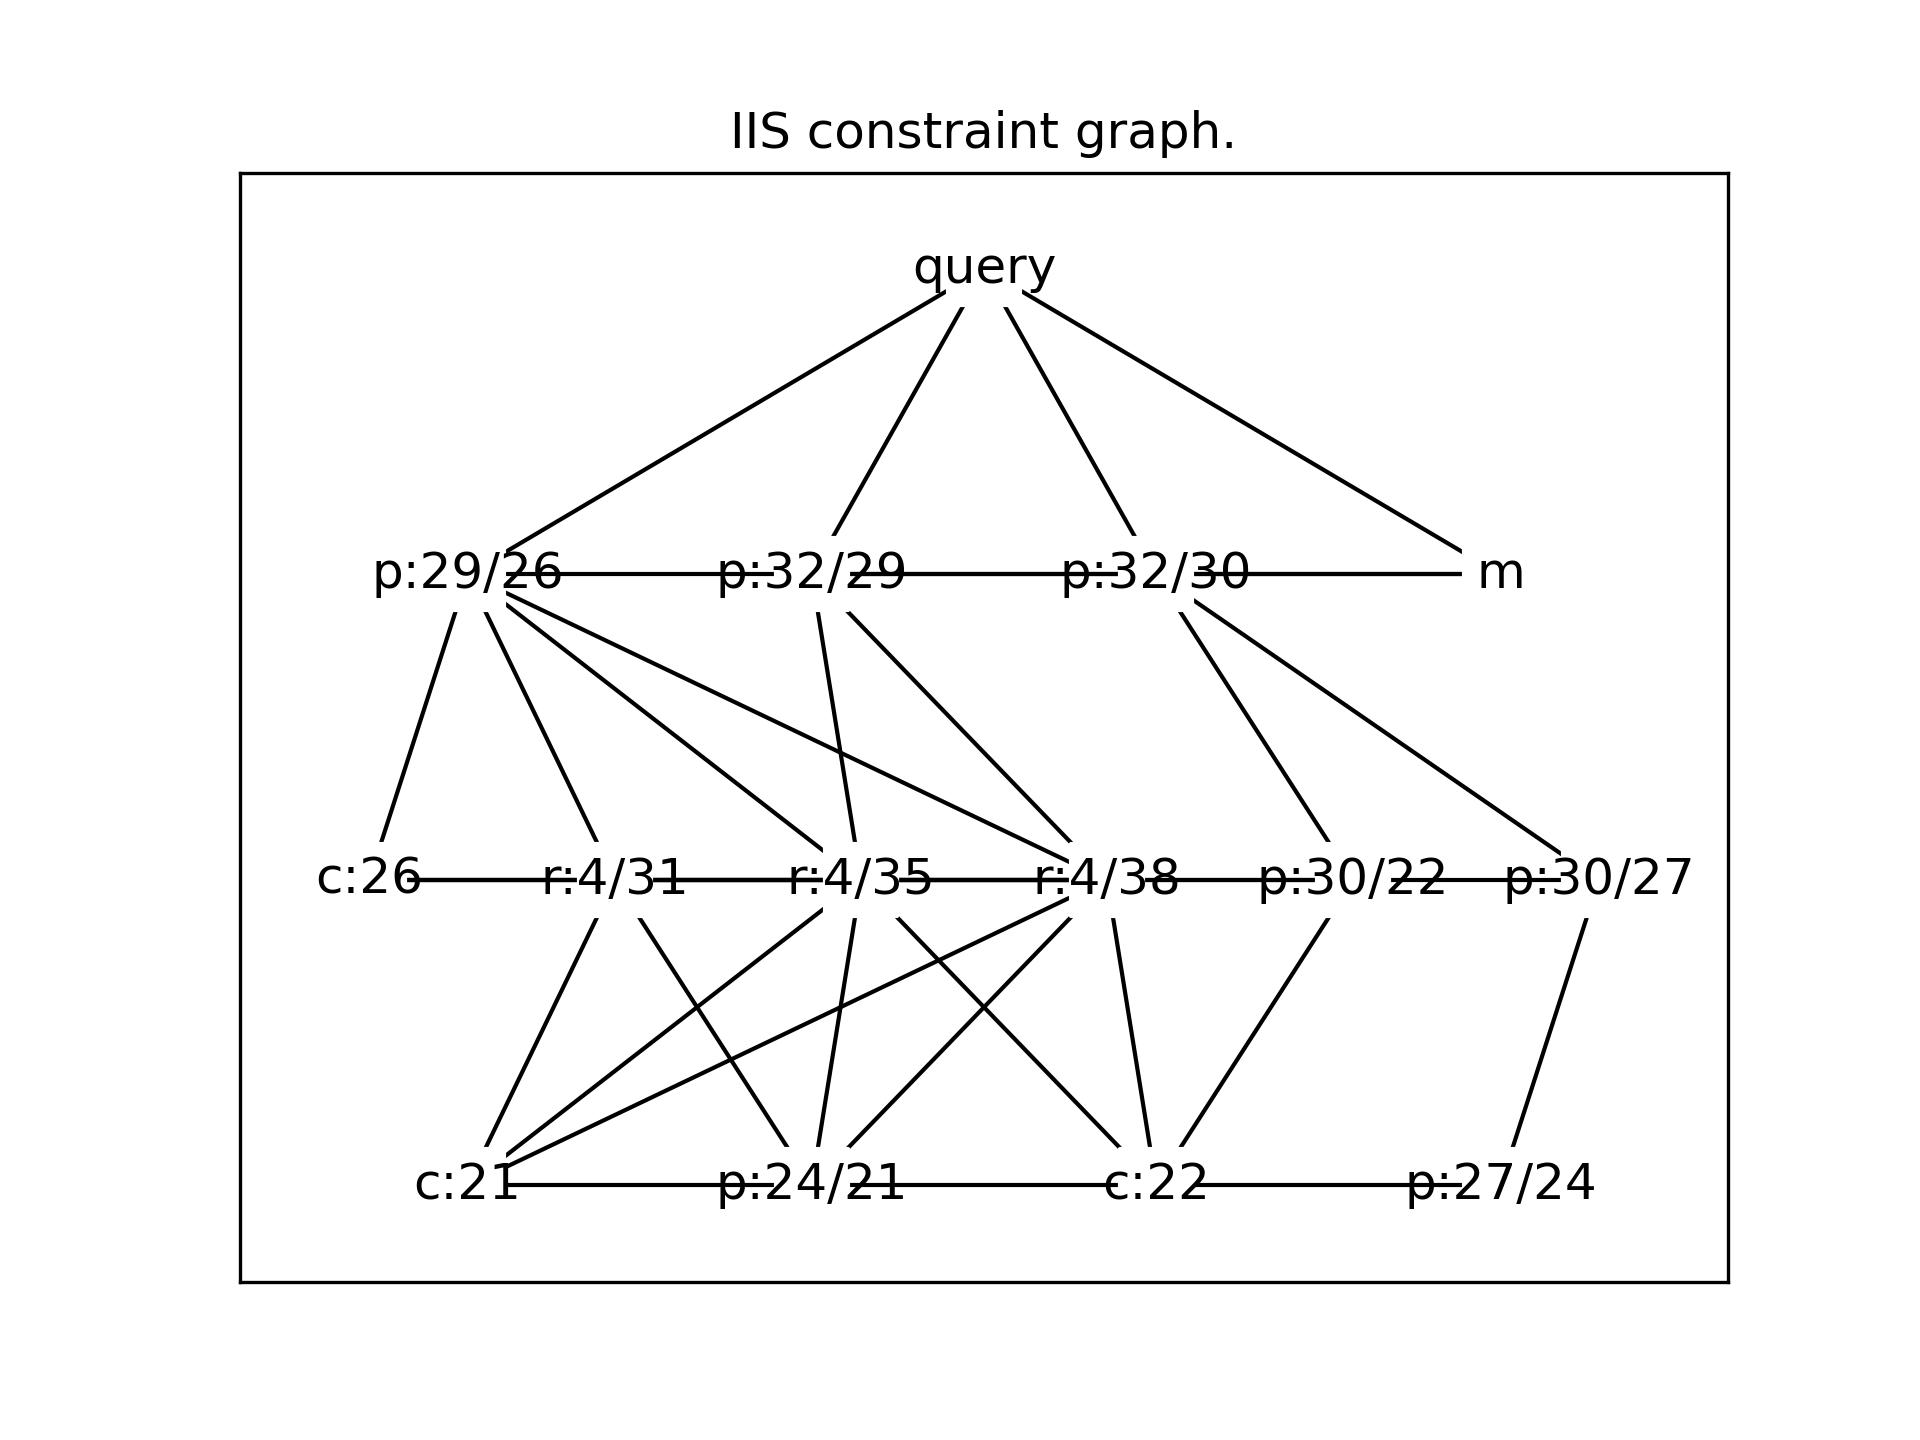 IIS constraint graph.
query
p:29/26 p:32/29 p:32/30 m
c:26 r:4/31 r:4/35 r:4/38 p:30/22 p:30/27
c:21 p:24/21 c:22 p:27/24